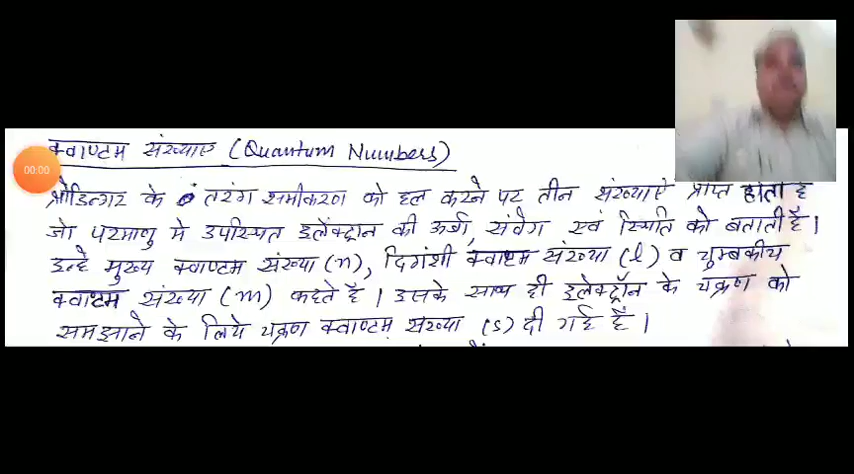 क्वाण्टम संख्याएं (Quantum Numbers)
00:00
श्रोडिन्गर के तरंग समीकरण को हल करने पर तीन संख्याऐं प्राप्त होता है
जो परमाणु मे उपस्थित इलेक्ट्रान की ऊर्जा, संवेग एवं स्थिति को बताती है।
इन्हे मुख्य क्वाण्टम संख्या (n), दिगंशी क्वाण्टम संख्या (l) व चुम्बकीय
क्वाण्टम संख्या (m) कहते है। इसके साथ ही इलेक्ट्रॉन के चक्रण को
समझाने के लिये चक्रण क्वाण्टम संख्या (s) दी गई है।